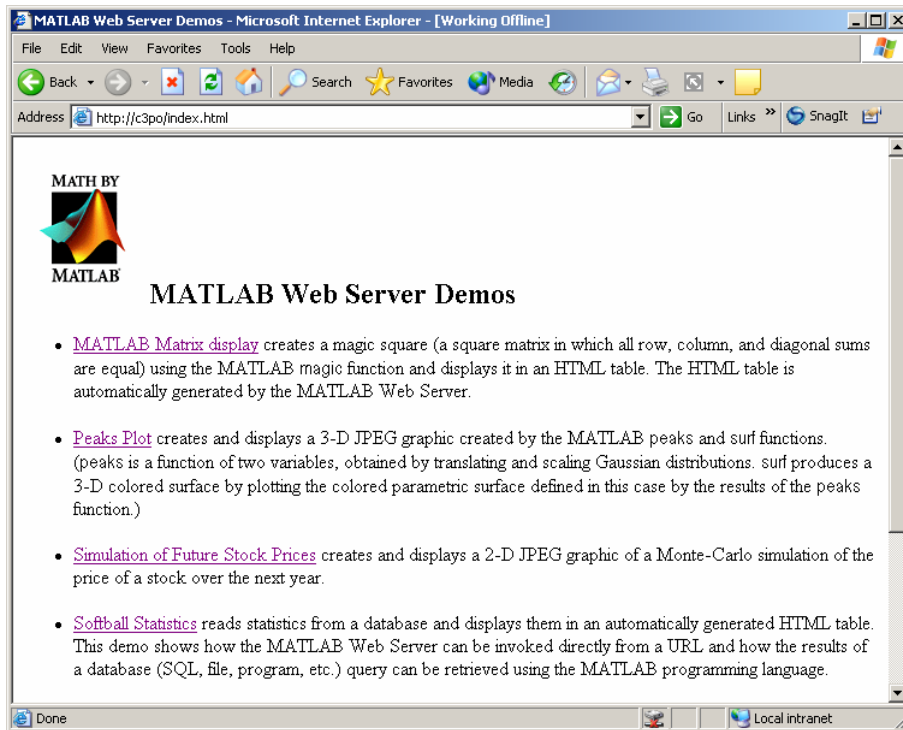 MATLAB Web Server Demos - Microsoft Internet Explorer - [Working Offline]
File Edit View Favorites Tools Help
Back Search Favorites Media
Address http://c3po/index.html Go Links » SnagIt
MATH BY
MATLAB
MATLAB Web Server Demos
• MATLAB Matrix display creates a magic square (a square matrix in which all row, column, and diagonal sums
are equal) using the MATLAB magic function and displays it in an HTML table. The HTML table is
automatically generated by the MATLAB Web Server.
• Peaks Plot creates and displays a 3-D JPEG graphic created by the MATLAB peaks and surf functions.
(peaks is a function of two variables, obtained by translating and scaling Gaussian distributions. surf produces a
3-D colored surface by plotting the colored parametric surface defined in this case by the results of the peaks
function.)
• Simulation of Future Stock Prices creates and displays a 2-D JPEG graphic of a Monte-Carlo simulation of the
price of a stock over the next year.
• Softball Statistics reads statistics from a database and displays them in an automatically generated HTML table.
This demo shows how the MATLAB Web Server can be invoked directly from a URL and how the results of
a database (SQL, file, program, etc.) query can be retrieved using the MATLAB programming language.
Done Local intranet